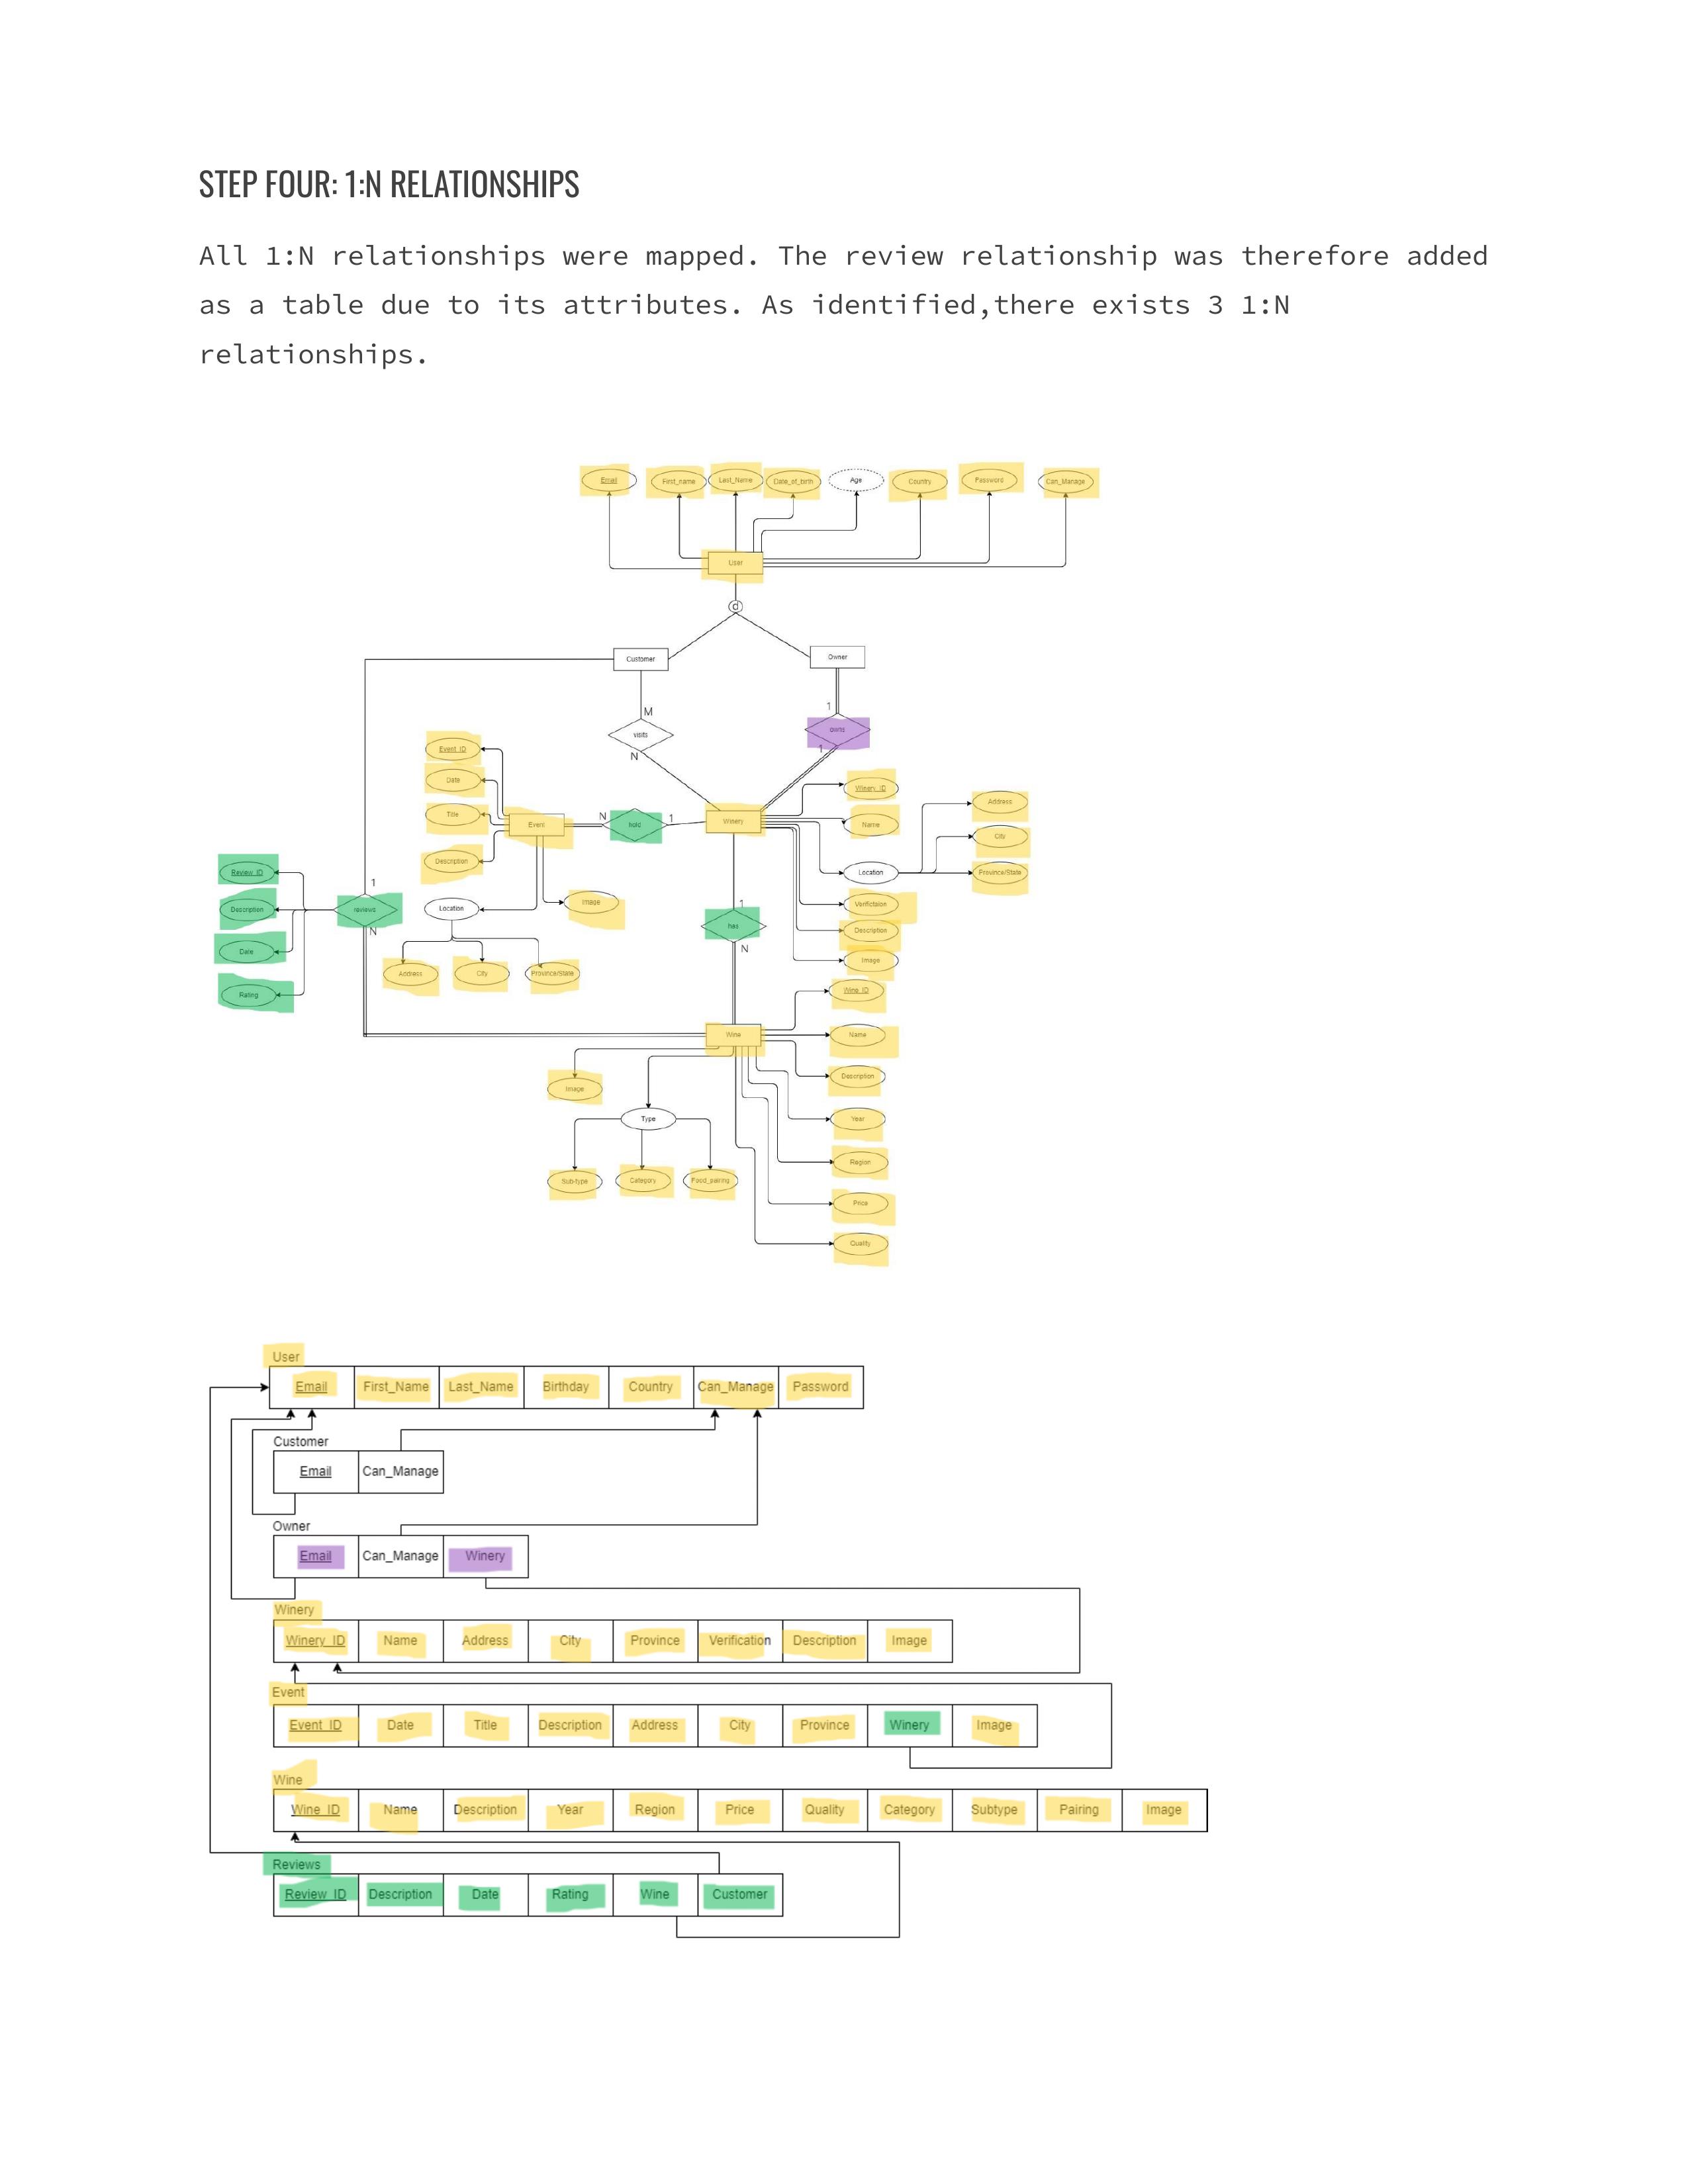 STEP FOUR: 1:N RELATIONSHIPS
All 1:N relationships were mapped. The review relationship was therefore added
as a table due to its attributes. As identified,there exists 3 1:N
relationships.
Email
First_name
Last_Name
Date_of_birth
Age
Country
Password
Can_Manage
User
d
Customer
Owner
M
visits
N
1
owns
1
Event_ID
Date
Title
Description
Event
N
hold
1
Winery
Winery_ID
Name
Location
Address
City
Province/State
Verifictaion
Description
Image
Review_ID
Description
Date
Rating
1
reviews
N
Location
Image
Address
City
Province/State
1
has
N
Wine
Wine_ID
Name
Description
Year
Region
Price
Quality
Image
Type
Sub-type
Category
Food_pairing
User
Email First_Name Last_Name Birthday Country Can_Manage Password
Customer
Email Can_Manage
Owner
Email Can_Manage Winery
Winery
Winery_ID Name Address City Province Verification Description Image
Event
Event_ID Date Title Description Address City Province Winery Image
Wine
Wine_ID Name Description Year Region Price Quality Category Subtype Pairing Image
Reviews
Review_ID Description Date Rating Wine Customer